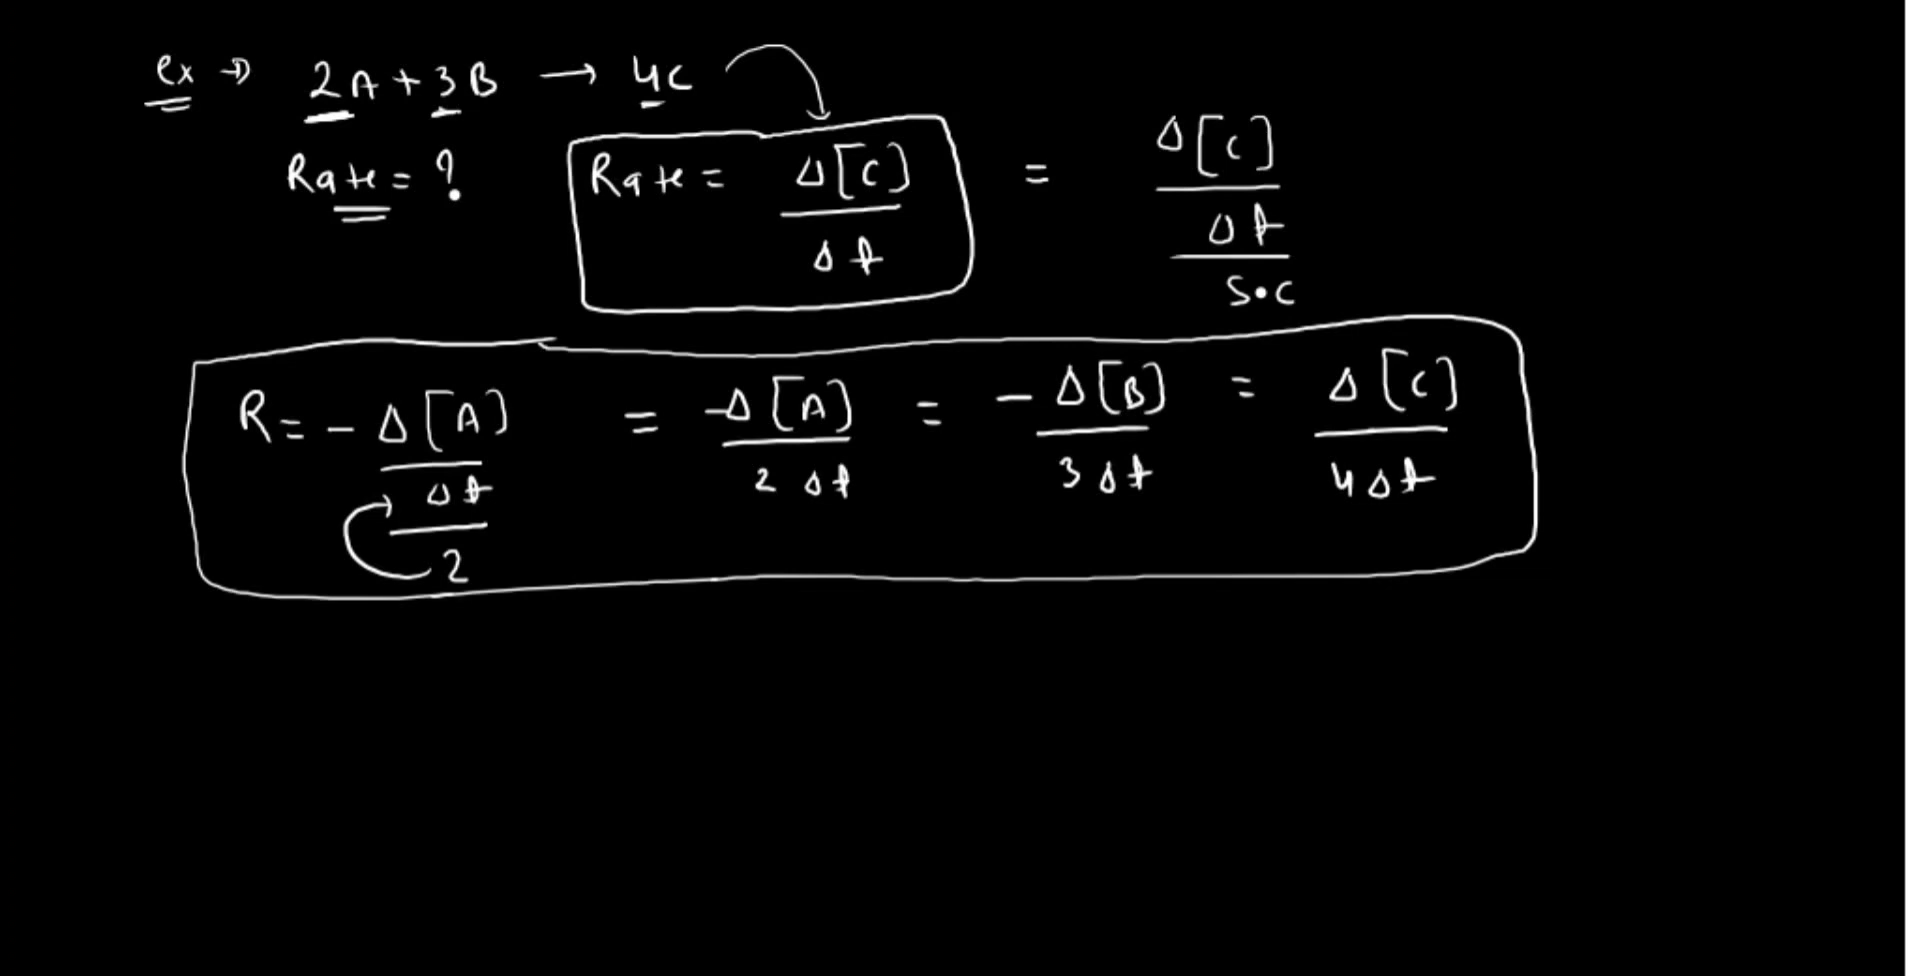 ex ⇒ 2A + 3B → 4C
Rate = ?
Rate = Δ[C] / Δt = Δ[C] / Δt / S.C
R = - Δ[A] / Δt / 2 = -Δ[A] / 2Δt = - Δ[B] / 3Δt = Δ[C] / 4Δt